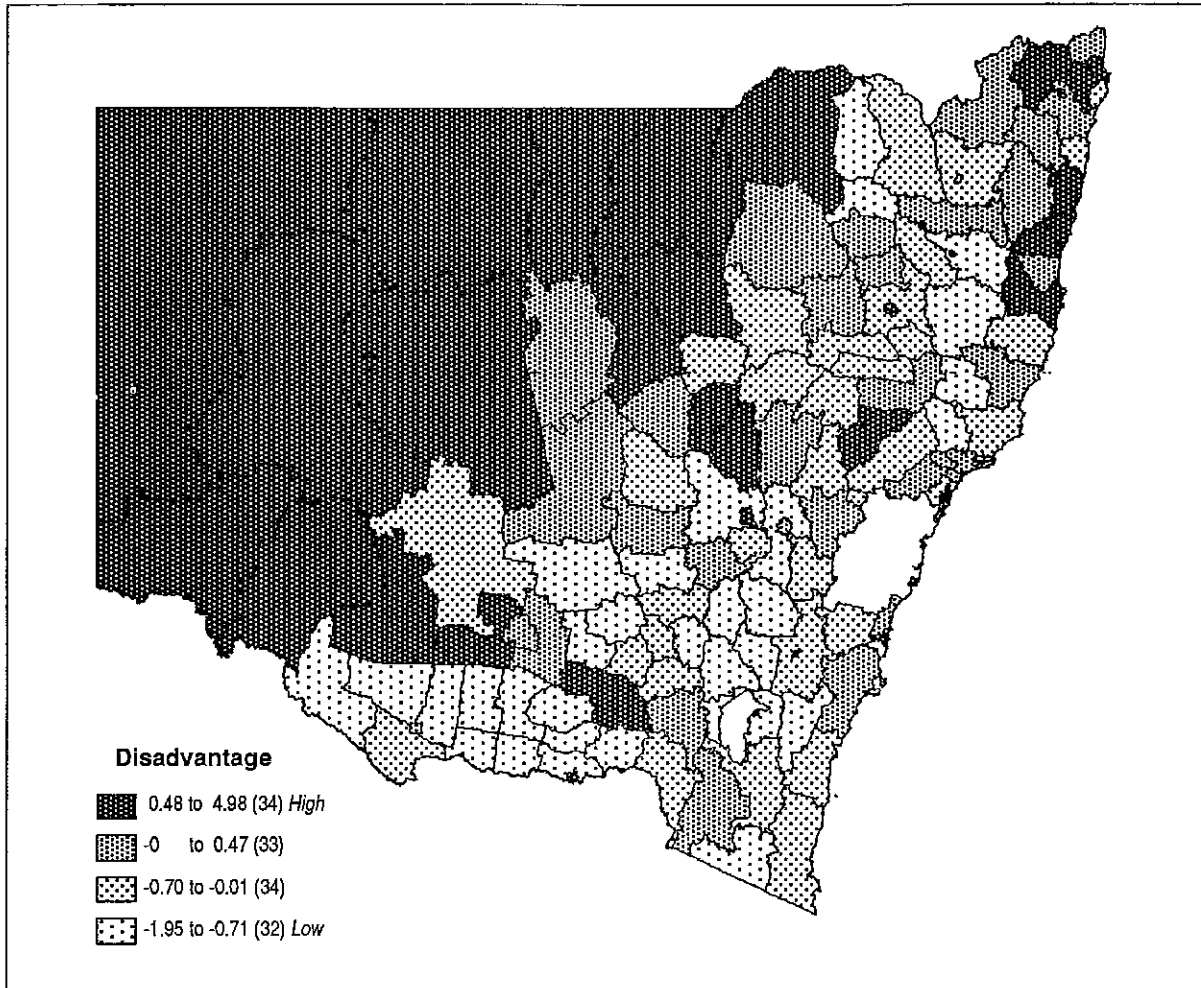 Disadvantage
0.48 to 4.98 (34) High
-0 to 0.47 (33)
-0.70 to -0.01 (34)
-1.95 to -0.71 (32) Low